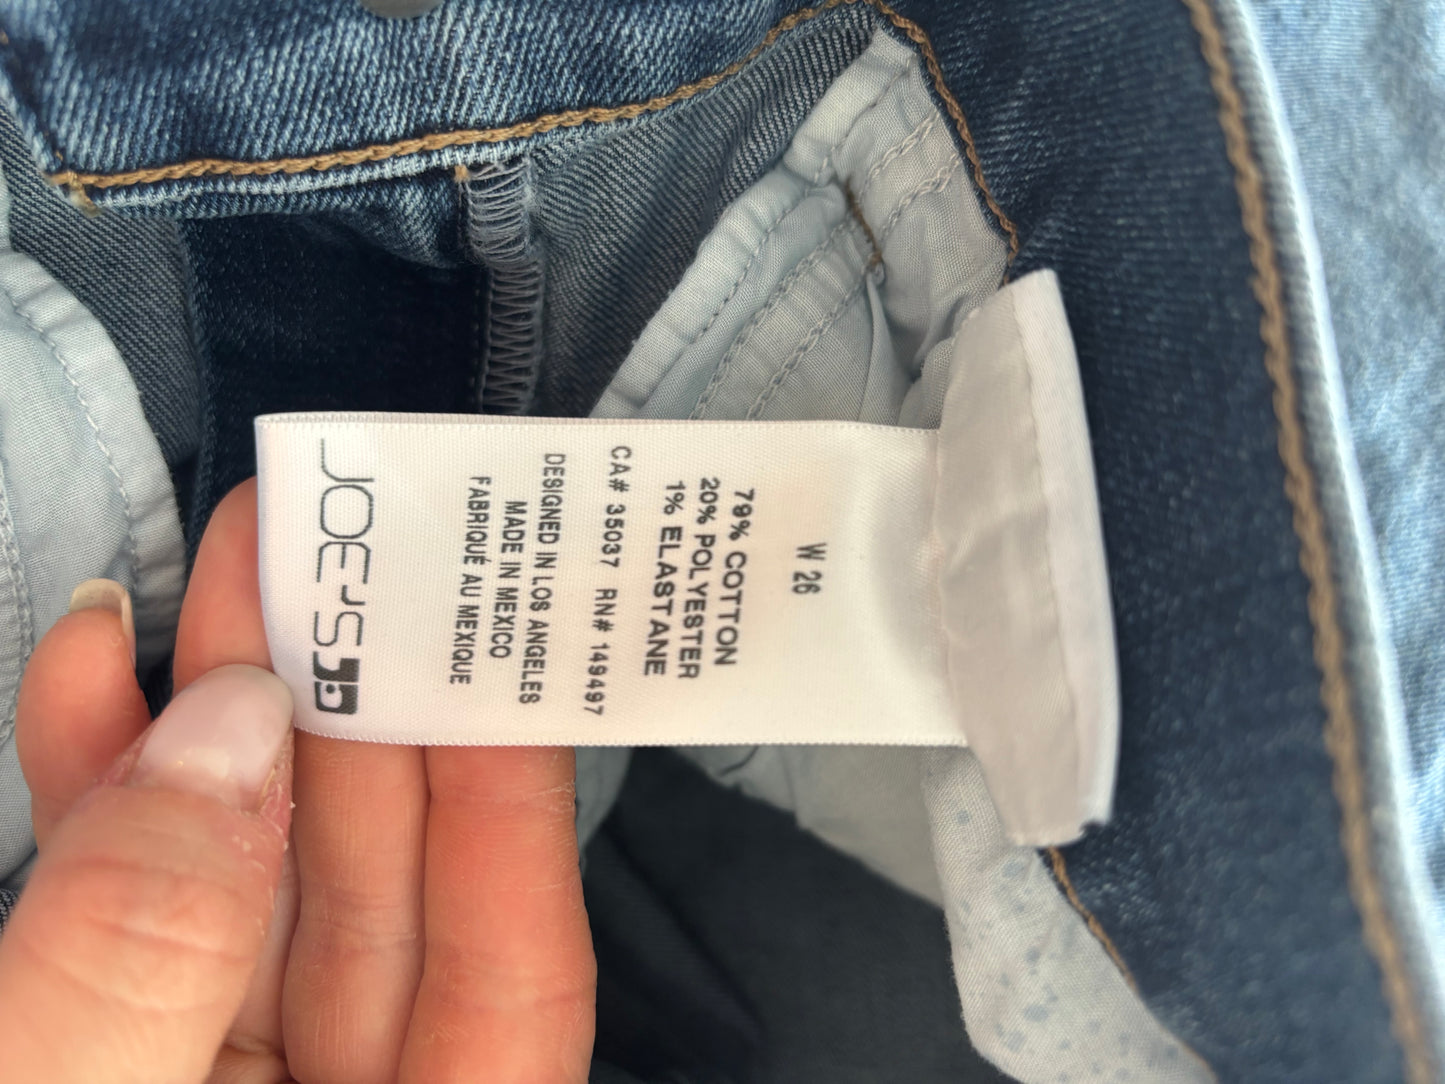 W 26
79% COTTON
20% POLYESTER
1% ELASTANE
CA# 35037 RN# 149497
DESIGNED IN LOS ANGELES
MADE IN MEXICO
FABRIQUÉ AU MEXIQUE
JOE'S